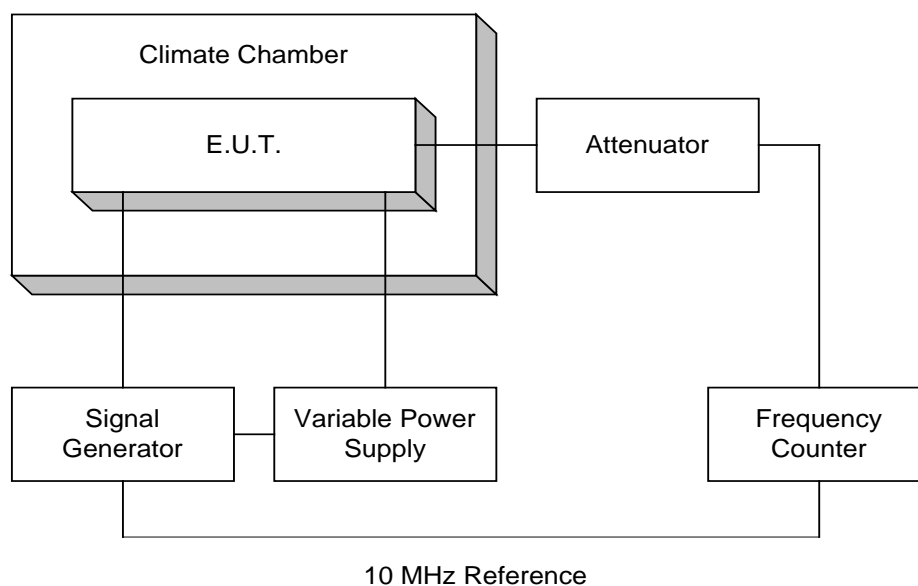 Climate Chamber
E.U.T.
Attenuator
Signal
Generator
Variable Power
Supply
Frequency
Counter
10 MHz Reference